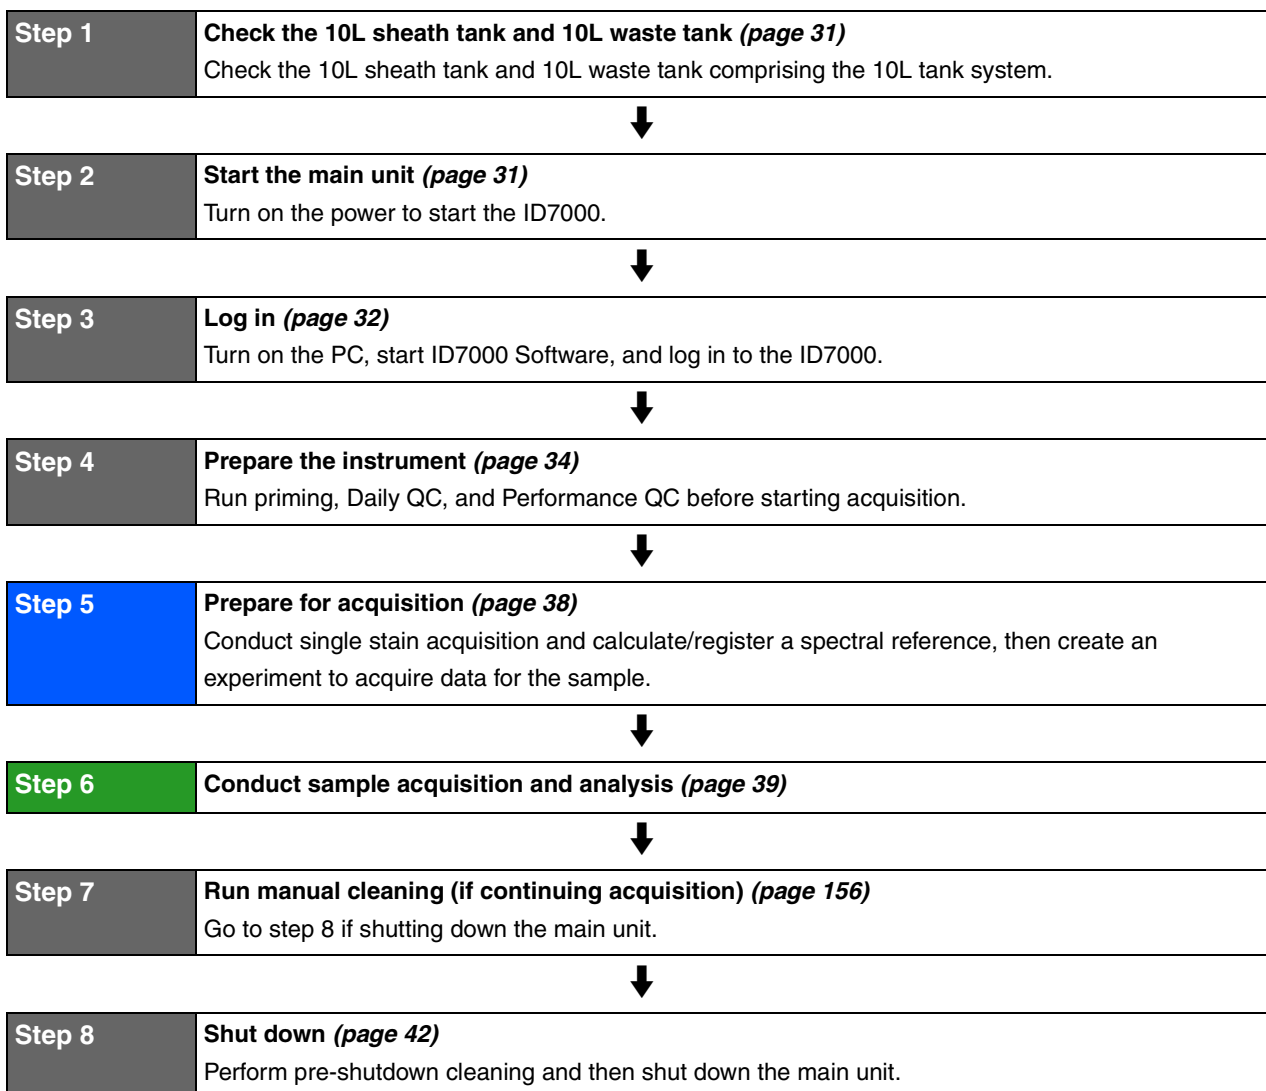 Step 1
Check the 10L sheath tank and 10L waste tank (page 31)
Check the 10L sheath tank and 10L waste tank comprising the 10L tank system.
Step 2
Start the main unit (page 31)
Turn on the power to start the ID7000.
Step 3
Log in (page 32)
Turn on the PC, start ID7000 Software, and log in to the ID7000.
Step 4
Prepare the instrument (page 34)
Run priming, Daily QC, and Performance QC before starting acquisition.
Step 5
Prepare for acquisition (page 38)
Conduct single stain acquisition and calculate/register a spectral reference, then create an
experiment to acquire data for the sample.
Step 6
Conduct sample acquisition and analysis (page 39)
Step 7
Run manual cleaning (if continuing acquisition) (page 156)
Go to step 8 if shutting down the main unit.
Step 8
Shut down (page 42)
Perform pre-shutdown cleaning and then shut down the main unit.